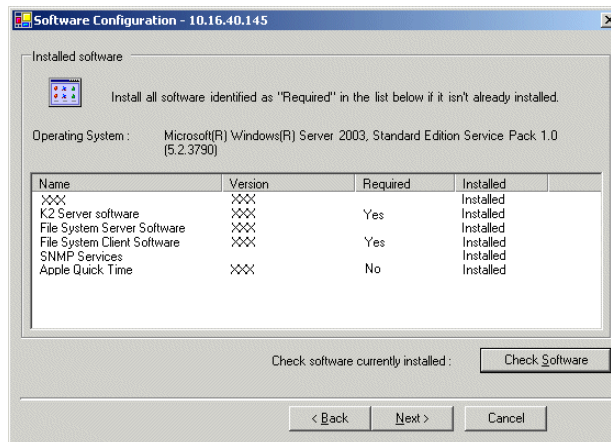 Software Configuration - 10.16.40.145
Installed software
Install all software identified as "Required" in the list below if it isn't already installed.
Operating System : Microsoft(R) Windows(R) Server 2003, Standard Edition Service Pack 1.0
(5.2.3790)
Name Version Required Installed
XXX XXX Installed
K2 Server software XXX Yes Installed
File System Server Software XXX Installed
File System Client Software XXX Yes Installed
SNMP Services Installed
Apple Quick Time XXX No Installed
Check software currently installed : Check Software
< Back Next > Cancel